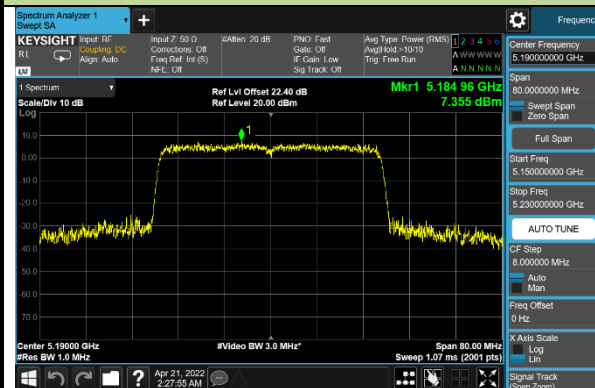 Spectrum Analyzer 1
Swept SA
+
Frequenc
KEYSIGHT
RL
LXI
Input: RF
Coupling: DC
Align: Auto
Input Z: 50 Ω
Corrections: Off
Freq Ref: Int (S)
NFE: Off
#Atten: 20 dB
PNO: Fast
Gate: Off
IF Gain: Low
Sig Track: Off
Avg Type: Power (RMS)
Avg|Hold:>10/10
Trig: Free Run
1 2 3 4 5 6
A W W W W W
A N N N N N
1 Spectrum
Scale/Div 10 dB
Log
Ref Lvl Offset 22.40 dB
Ref Level 20.00 dBm
Mkr1 5.184 96 GHz
7.355 dBm
1
10.0
0.00
-10.0
-20.0
-30.0
-40.0
-50.0
-60.0
-70.0
Center 5.19000 GHz
#Res BW 1.0 MHz
#Video BW 3.0 MHz*
Span 80.00 MHz
Sweep 1.07 ms (2001 pts)
Center Frequency
5.190000000 GHz
Span
80.0000000 MHz
Swept Span
Zero Span
Full Span
Start Freq
5.150000000 GHz
Stop Freq
5.230000000 GHz
AUTO TUNE
CF Step
8.000000 MHz
Auto
Man
Freq Offset
0 Hz
X Axis Scale
Log
Lin
Signal Track
(Span Zoom)
?
Apr 21, 2022
2:27:55 AM